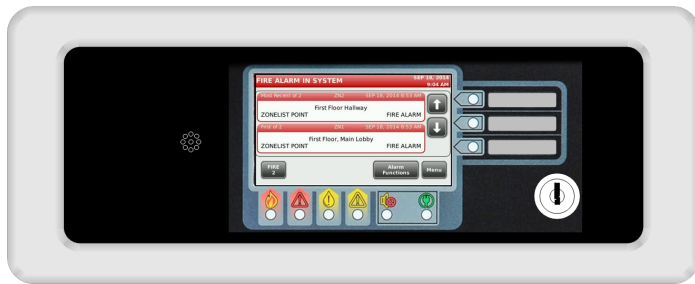 FIRE ALARM IN SYSTEM
SEP 18, 2014
9:04 AM
Most Recent of 2 ZN2 SEP 18, 2014 8:53 AM
First Floor Hallway
ZONELIST POINT FIRE ALARM
First of 2 ZN1 SEP 18, 2014 8:53 AM
First Floor, Main Lobby
ZONELIST POINT FIRE ALARM
FIRE
2
Alarm
Functions
Menu